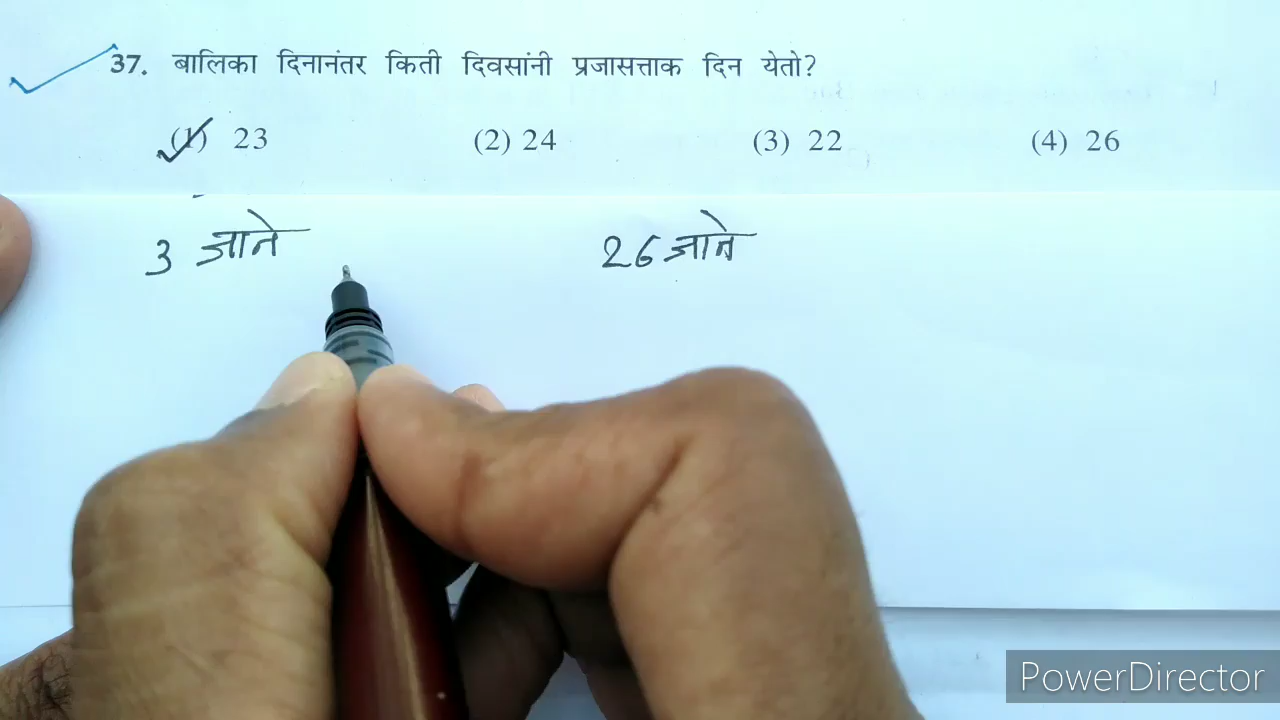 37. बालिका दिनानंतर किती दिवसांनी प्रजासत्ताक दिन येतो?
(1) 23 (2) 24 (3) 22 (4) 26
3 जाने 26 जाने
PowerDirector